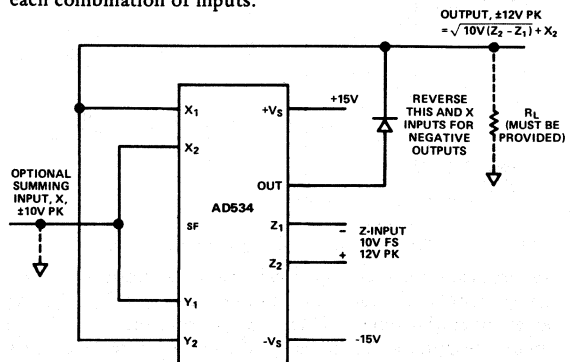 each combination of inputs.
OUTPUT, ±12V PK
= √10V (Z2 – Z1) + X2
X1
+VS
+15V
REVERSE
THIS AND X
INPUTS FOR
NEGATIVE
OUTPUTS
RL
(MUST BE
PROVIDED)
X2
OPTIONAL
SUMMING
INPUT, X,
±10V PK
OUT
AD534
SF
Z1
–
Z-INPUT
10V FS
12V PK
Z2
+
Y1
Y2
-VS
-15V